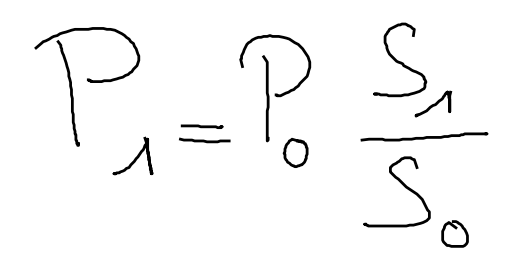 P₁ = P₀ S₁/S₀